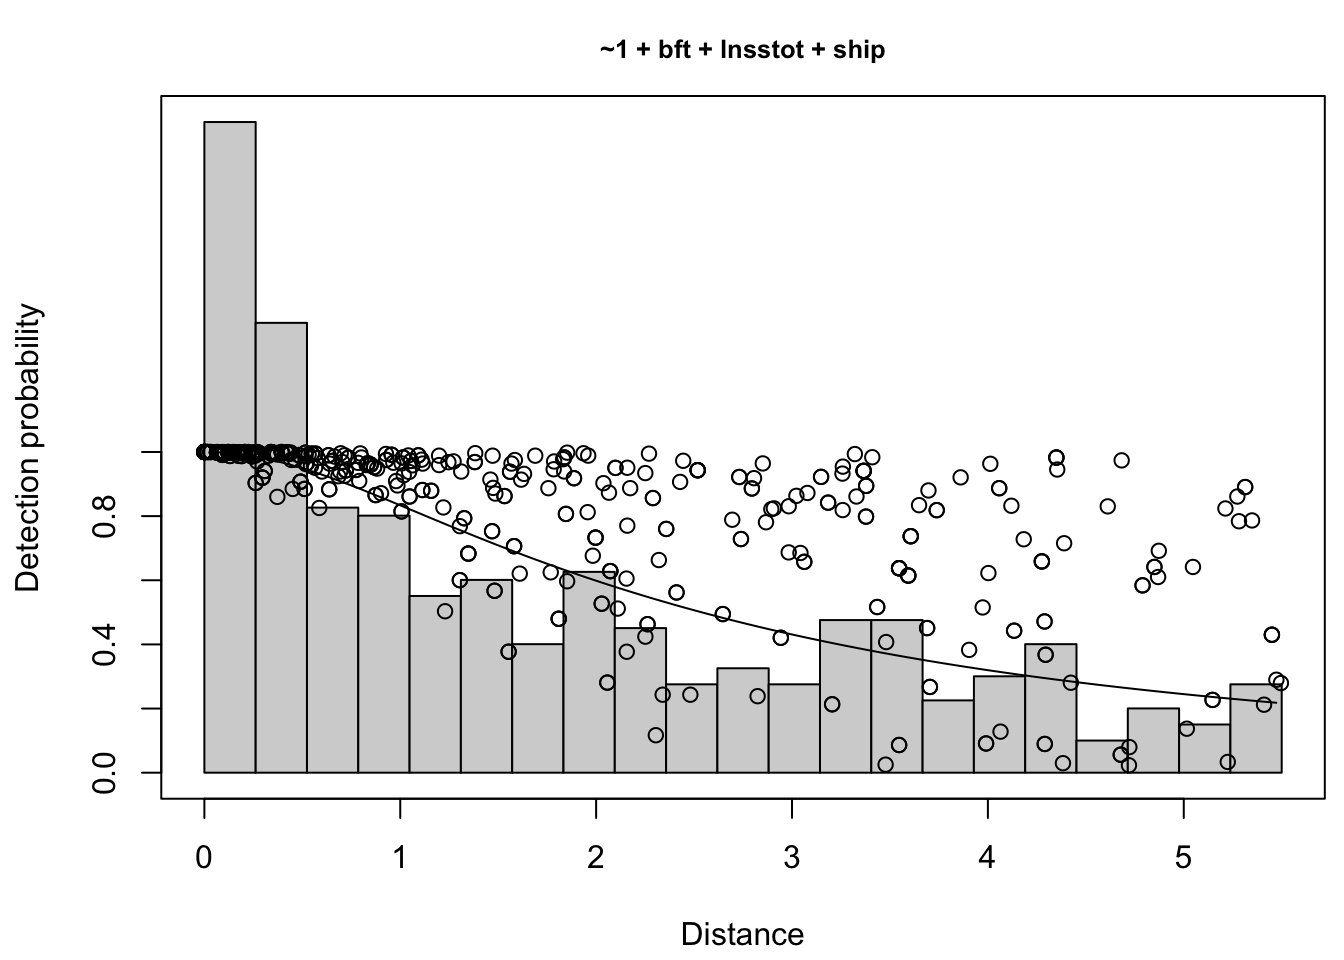 ~1 + bft + lnsstot + ship
Detection probability
0.8
0.4
0.0
0 1 2 3 4 5
Distance